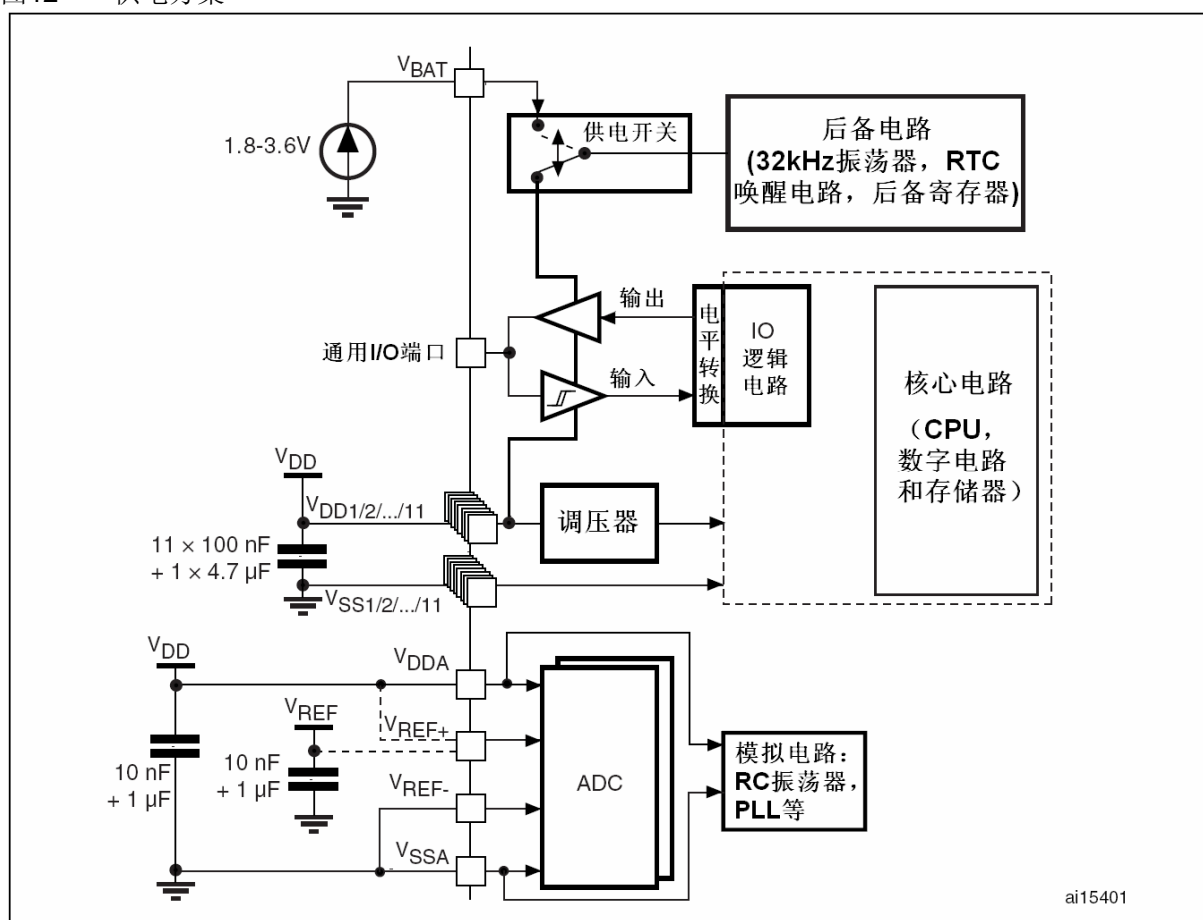 VBAT
1.8-3.6V
供电开关
后备电路
(32kHz振荡器，RTC
唤醒电路，后备寄存器)
输出
通用I/O端口
输入
电平转换
IO
逻辑
电路
核心电路
（CPU，
数字电路
和存储器）
VDD
VDD1/2/.../11
11 × 100 nF
+ 1 × 4.7 µF
VSS1/2/.../11
调压器
VDD
VDDA
VREF
VREF+
10 nF
+ 1 µF
10 nF
+ 1 µF
VREF-
VSSA
ADC
模拟电路：
RC振荡器，
PLL等
ai15401